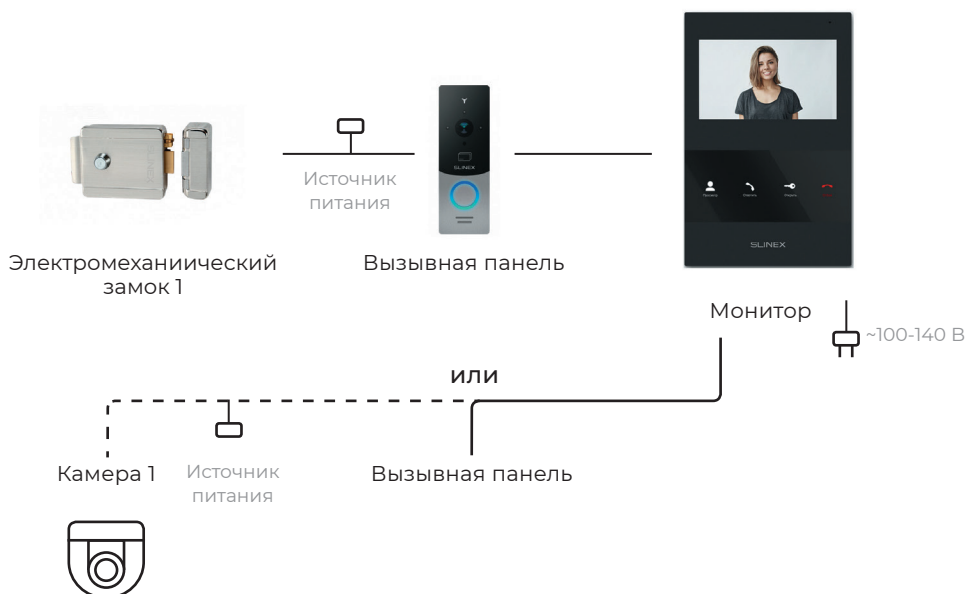 SLINEX
Источник
питания
SLINEX
Электромеханиический
замок 1
Вызывная панель
Монитор
~100-140 В
или
Камера 1
Источник
питания
Вызывная панель